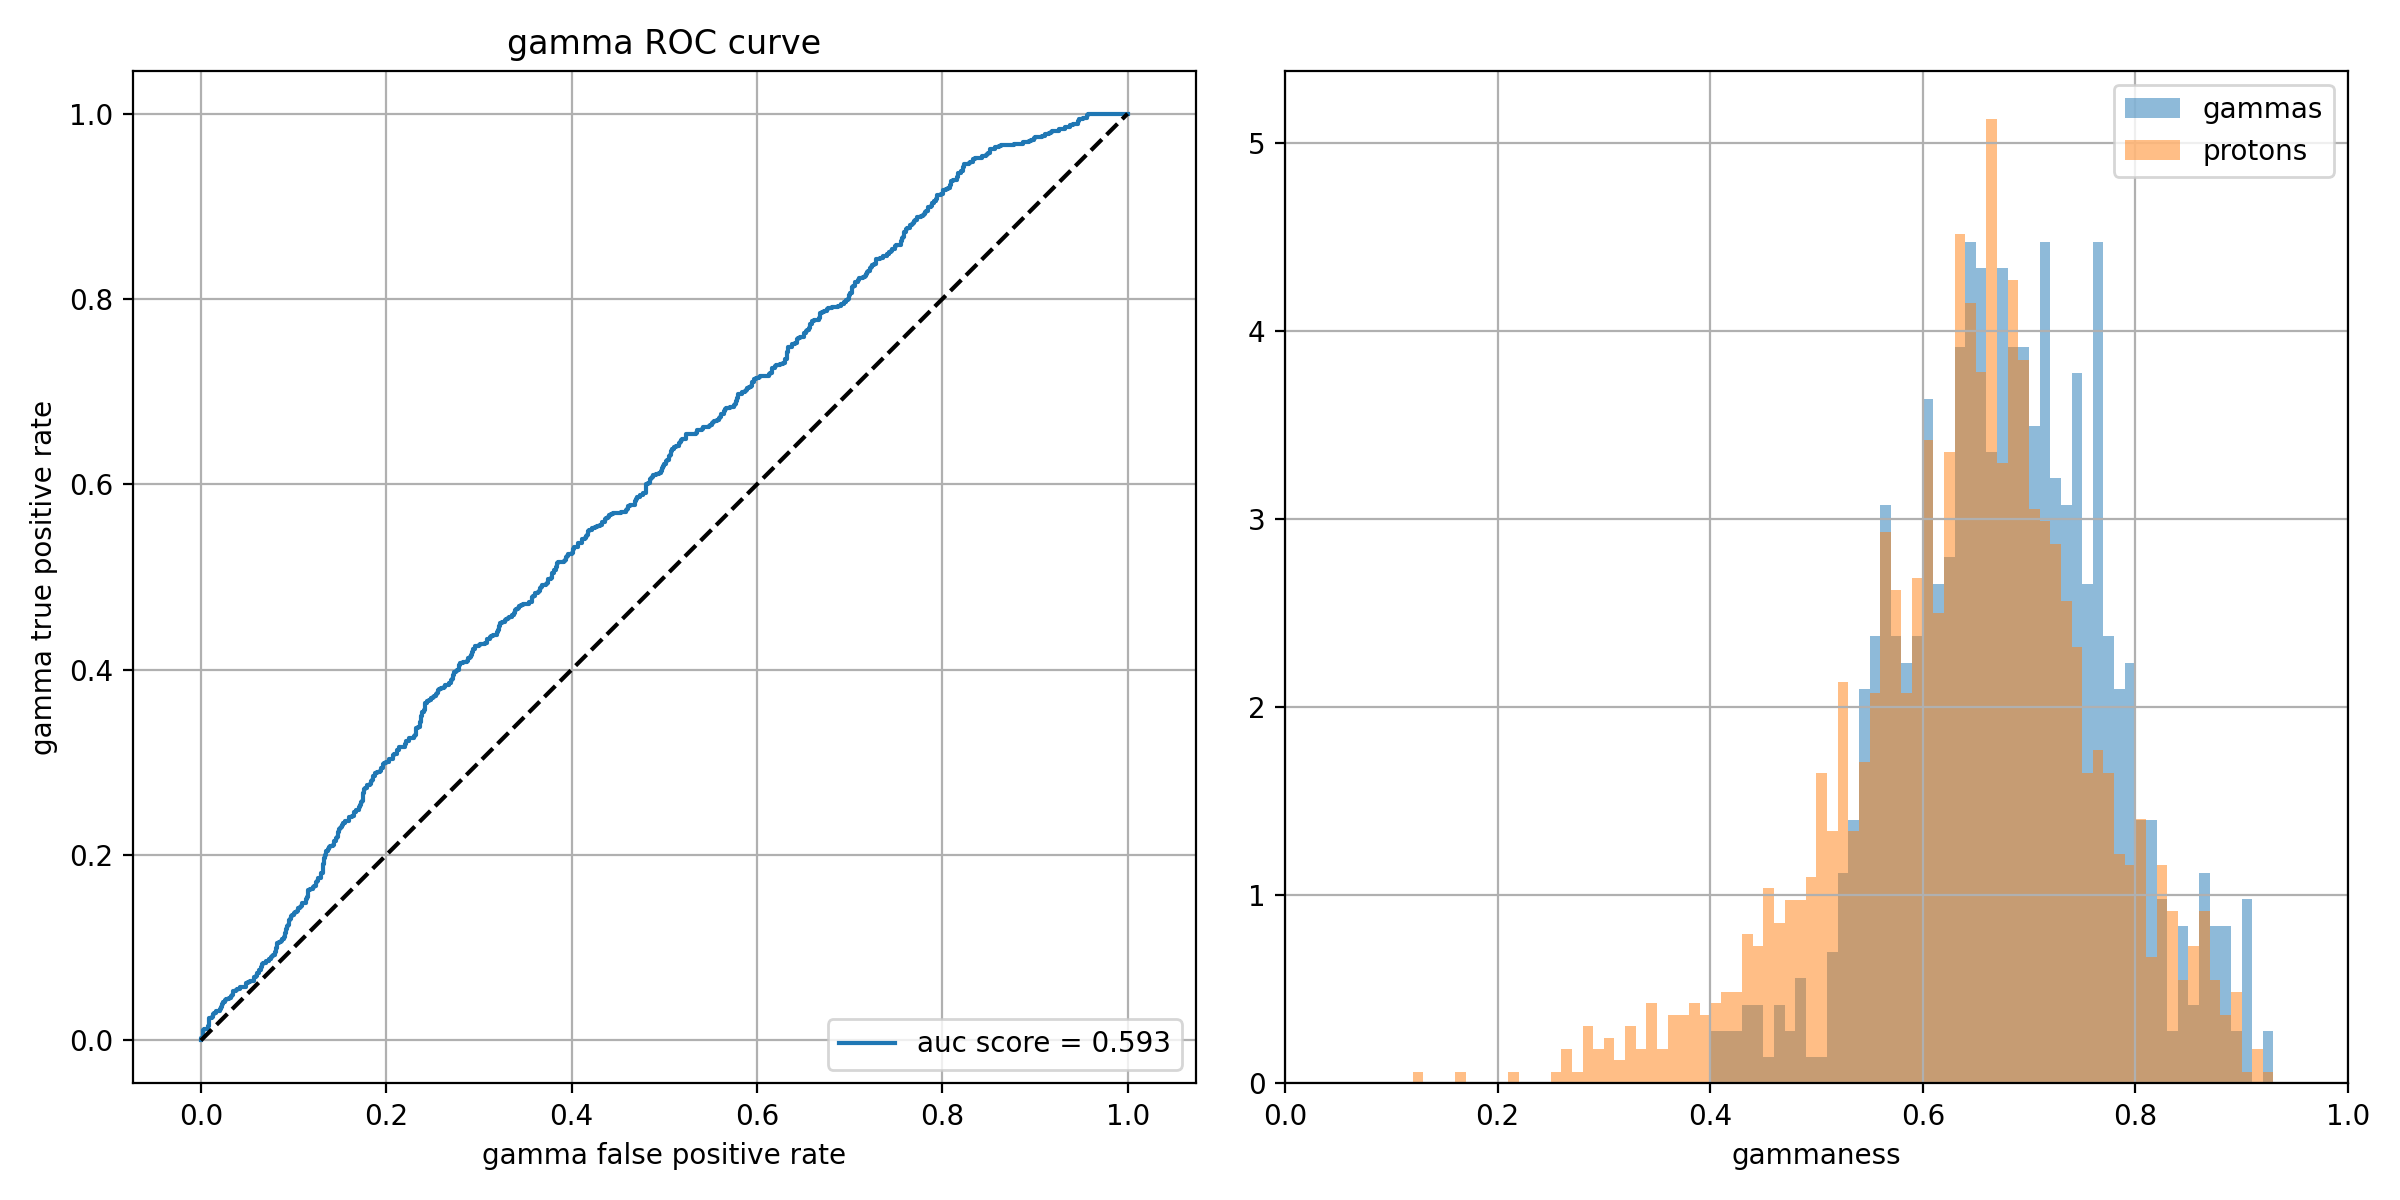 gamma ROC curve
gamma true positive rate
1.0
0.8
0.6
0.4
0.2
0.0
0.0 0.2 0.4 0.6 0.8 1.0
gamma false positive rate
auc score = 0.593
gammas
protons
5
4
3
2
1
0
0.0 0.2 0.4 0.6 0.8 1.0
gammaness